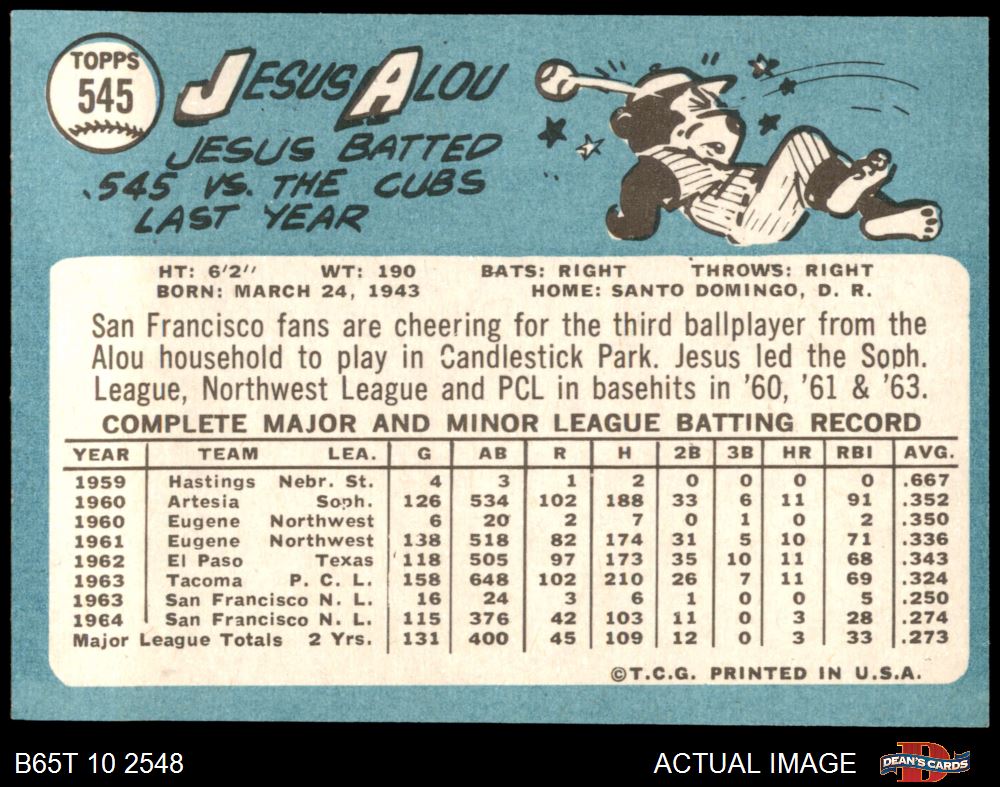 TOPPS
545
JESUS ALOU
JESUS BATTED
.545 VS. THE CUBS
LAST YEAR
HT: 6'2" WT: 190 BATS: RIGHT THROWS: RIGHT
BORN: MARCH 24, 1943 HOME: SANTO DOMINGO, D. R.
San Francisco fans are cheering for the third ballplayer from the
Alou household to play in Candlestick Park. Jesus led the Soph.
League, Northwest League and PCL in basehits in '60, '61 & '63.
COMPLETE MAJOR AND MINOR LEAGUE BATTING RECORD
YEAR TEAM LEA. G AB R H 2B 3B HR RBI AVG.
1959 Hastings Nebr. St. 4 3 1 2 0 0 0 0 .667
1960 Artesia Soph. 126 534 102 188 33 6 11 91 .352
1960 Eugene Northwest 6 20 2 7 0 1 0 2 .350
1961 Eugene Northwest 138 518 82 174 31 5 10 71 .336
1962 El Paso Texas 118 505 97 173 35 10 11 68 .343
1963 Tacoma P. C. L. 158 648 102 210 26 7 11 69 .324
1963 San Francisco N. L. 16 24 3 6 1 0 0 5 .250
1964 San Francisco N. L. 115 376 42 103 11 0 3 28 .274
Major League Totals 2 Yrs. 131 400 45 109 12 0 3 33 .273
©T.C.G. PRINTED IN U.S.A.
B65T 10 2548 ACTUAL IMAGE D DEAN'S CARDS